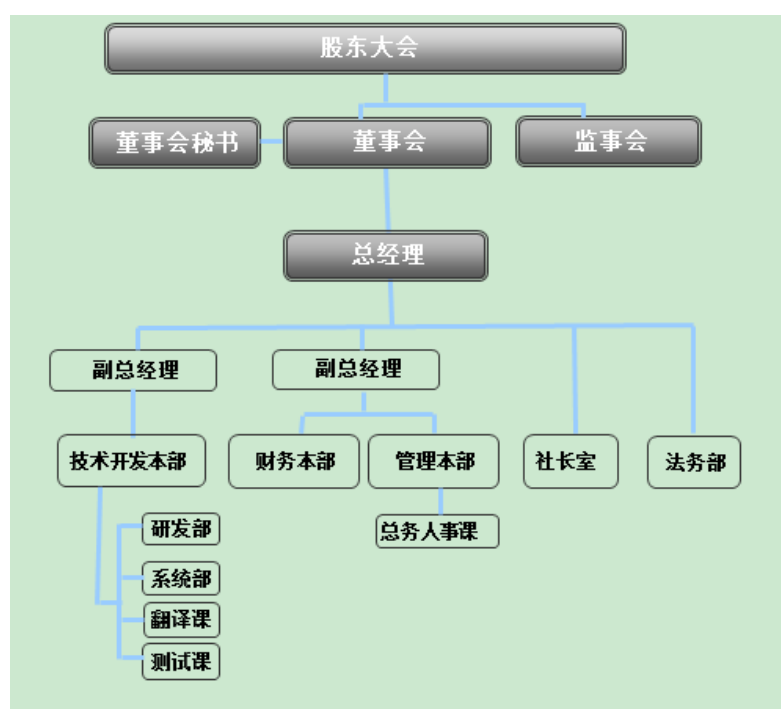 股东大会
董事会秘书
董事会
监事会
总经理
副总经理
副总经理
技术开发本部
财务本部
管理本部
社长室
法务部
研发部
总务人事课
系统部
翻译课
测试课